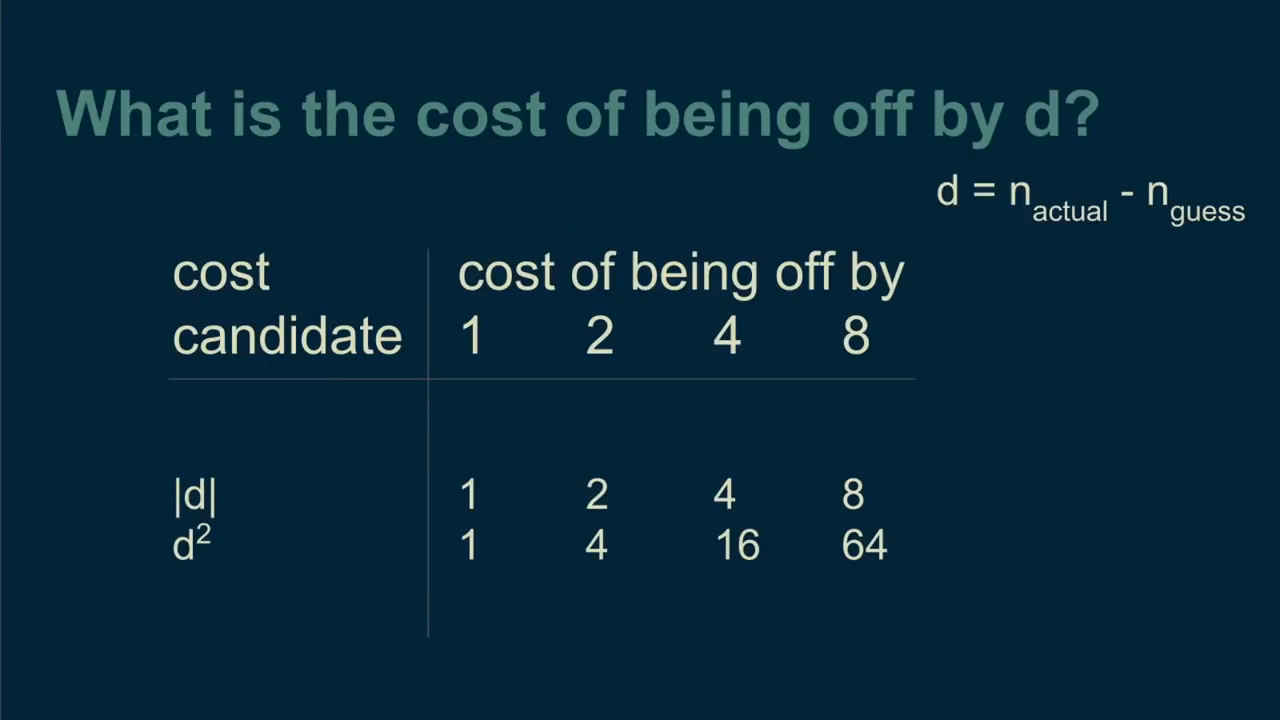 What is the cost of being off by d?
d = n_actual - n_guess
cost cost of being off by
candidate 1 2 4 8
|d| 1 2 4 8
d² 1 4 16 64